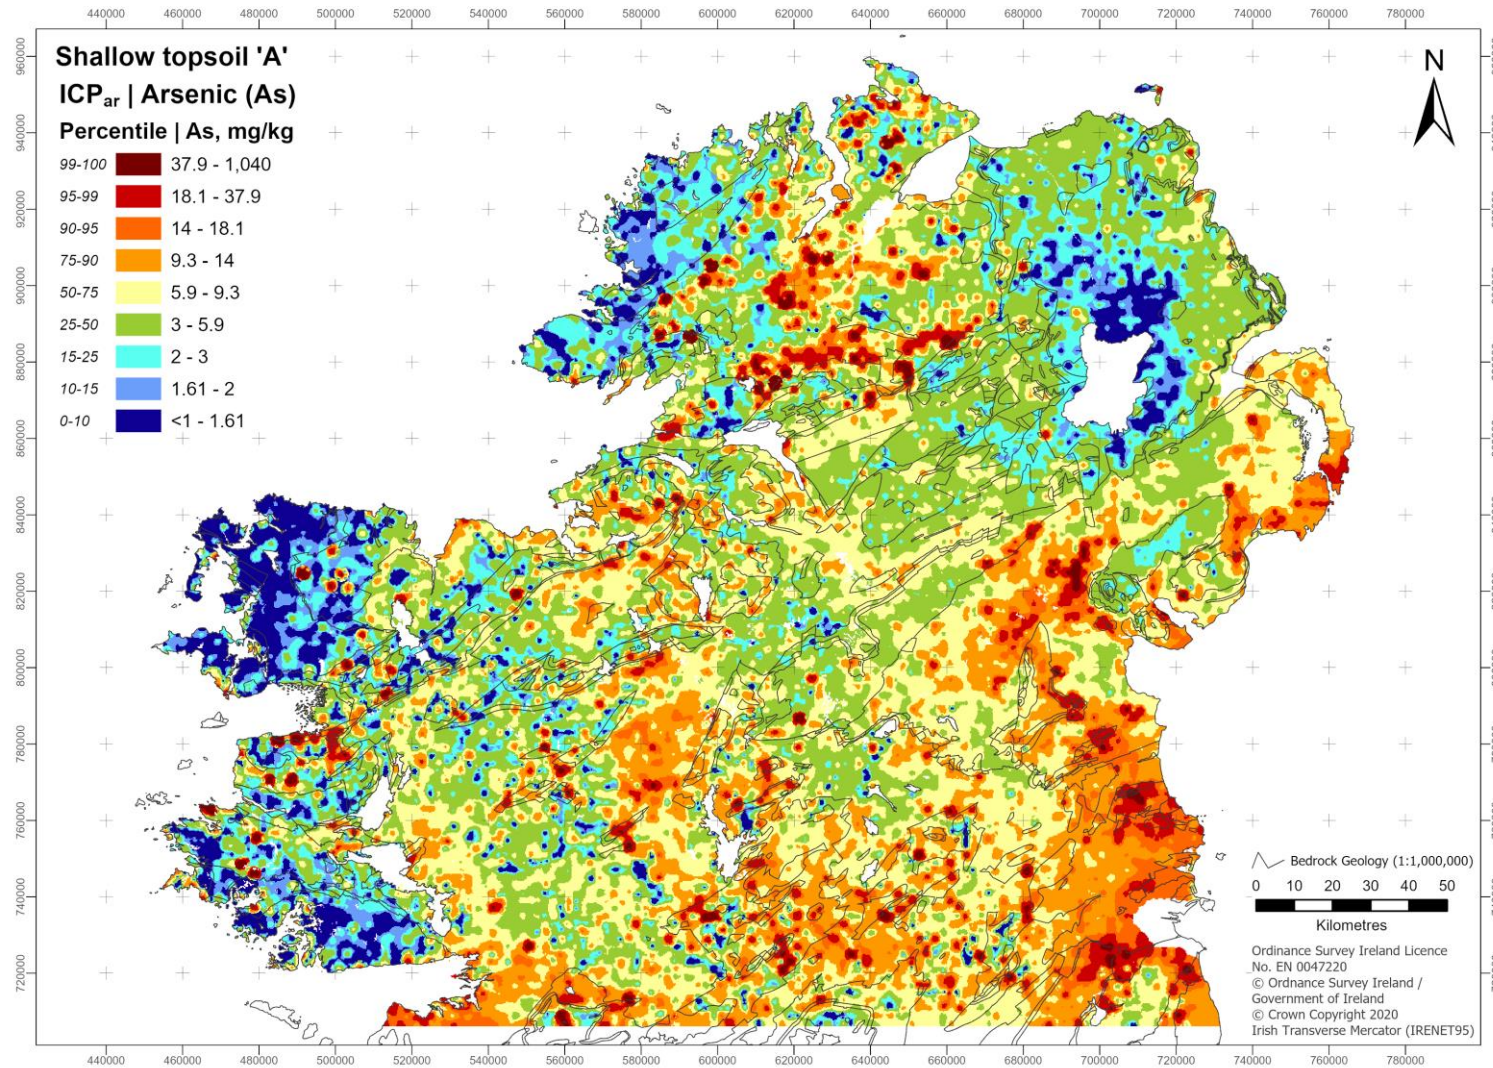 440000 460000 480000 500000 520000 540000 560000 580000 600000 620000 640000 660000 680000 700000 720000 740000 760000 780000
Shallow topsoil 'A'
ICPar | Arsenic (As)
Percentile | As, mg/kg
99-100 37.9 - 1,040
95-99 18.1 - 37.9
90-95 14 - 18.1
75-90 9.3 - 14
50-75 5.9 - 9.3
25-50 3 - 5.9
15-25 2 - 3
10-15 1.61 - 2
0-10 <1 - 1.61
N
960000
940000
920000
900000
880000
860000
840000
820000
800000
780000
760000
740000
720000
Bedrock Geology (1:1,000,000)
0 10 20 30 40 50
Kilometres
Ordinance Survey Ireland Licence
No. EN 0047220
© Ordnance Survey Ireland /
Government of Ireland
© Crown Copyright 2020
Irish Transverse Mercator (IRENET95)
440000 460000 480000 500000 520000 540000 560000 580000 600000 620000 640000 660000 680000 700000 720000 740000 760000 780000